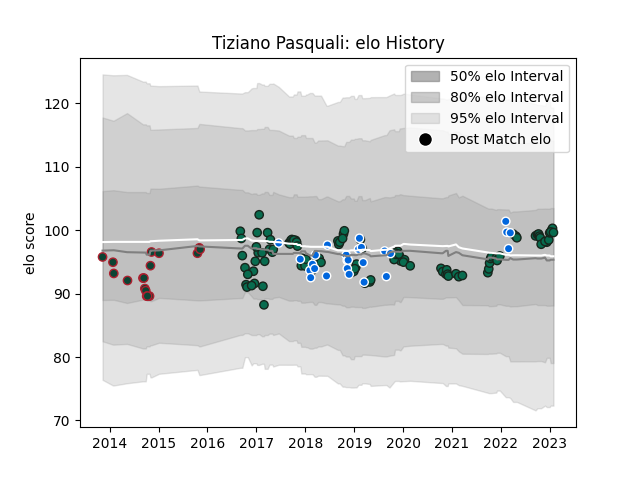 Tiziano Pasquali: elo History
50% elo Interval
80% elo Interval
95% elo Interval
Post Match elo
elo score
120
110
100
90
80
70
2014 2015 2016 2017 2018 2019 2020 2021 2022 2023